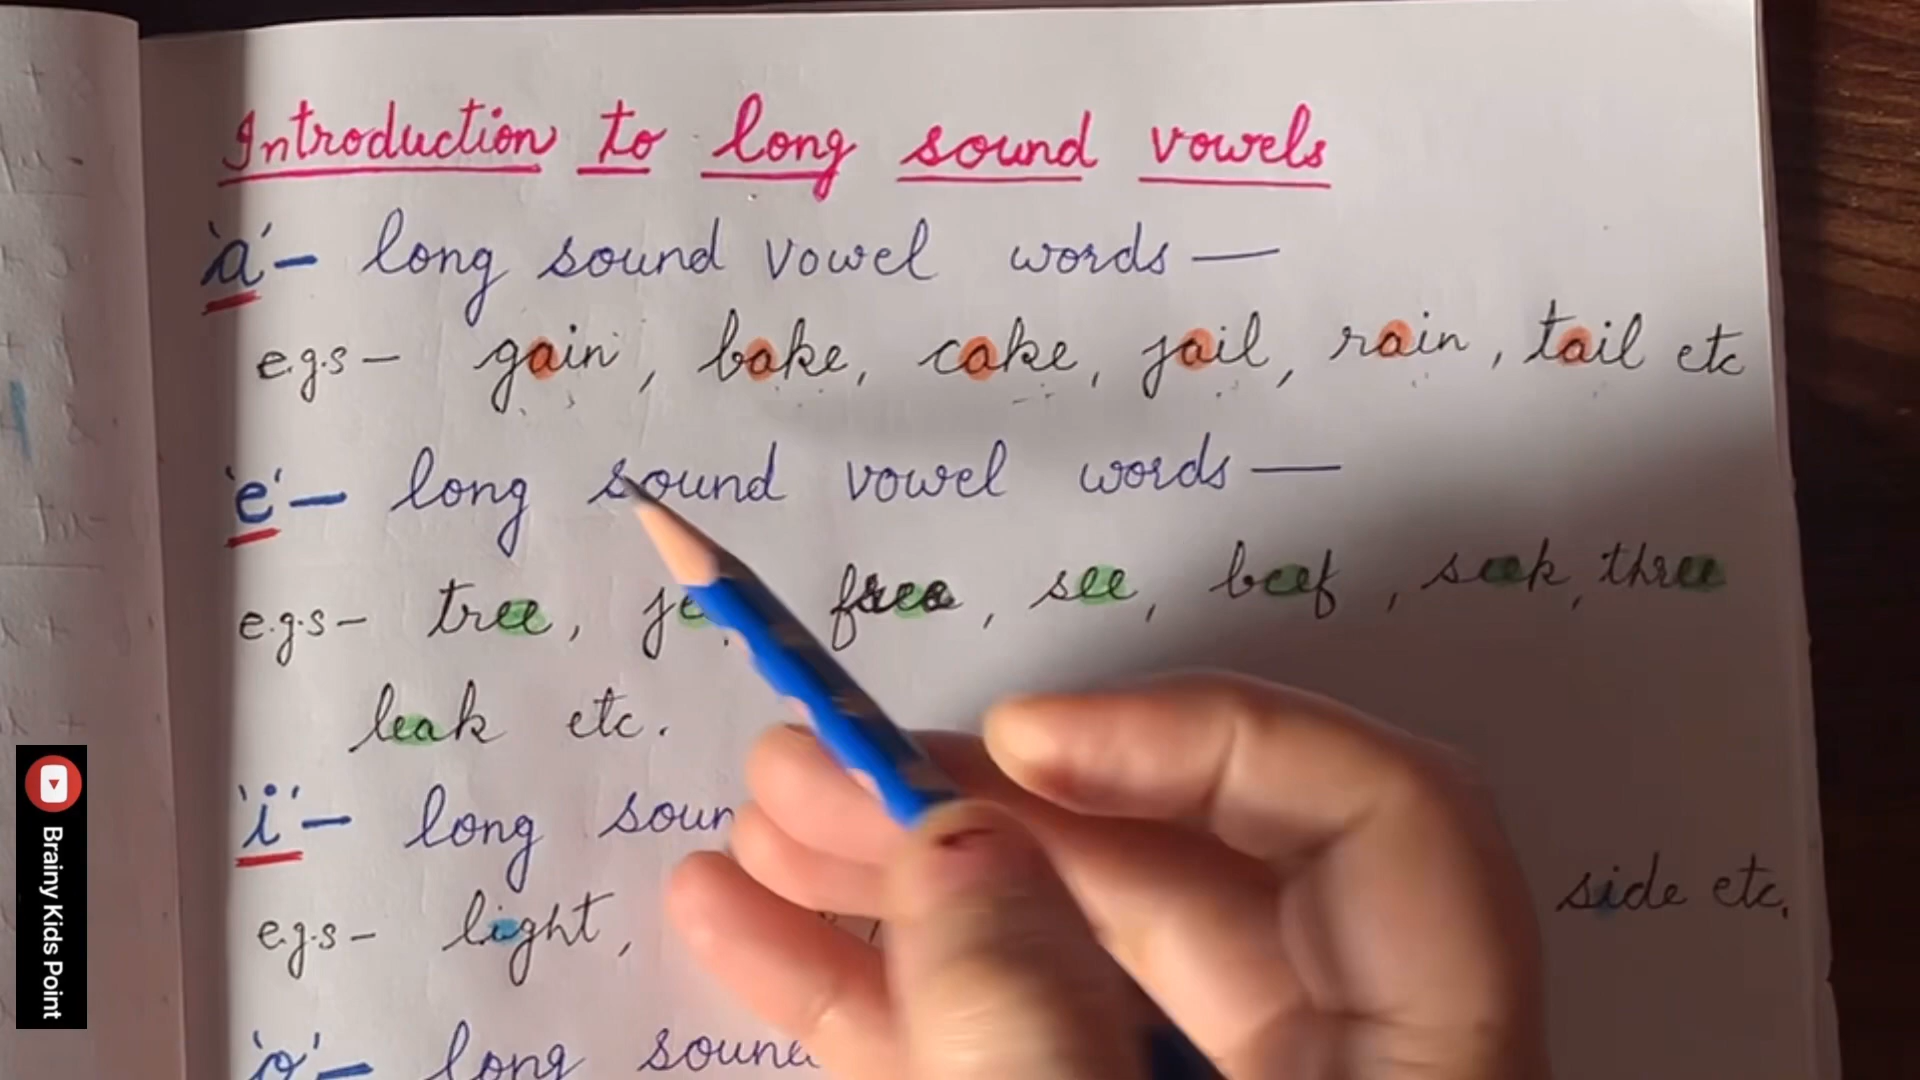 Introduction to long sound vowels
'a'- long sound vowel words —
e.g.s - gain, bake, cake, jail, rain, tail etc
'e'- long sound vowel words —
e.g.s - tree, free, see, beef, seek, three
leak etc.
'i'- long
e.g.s - light, side etc.
'o'- long sound
Brainy Kids Point